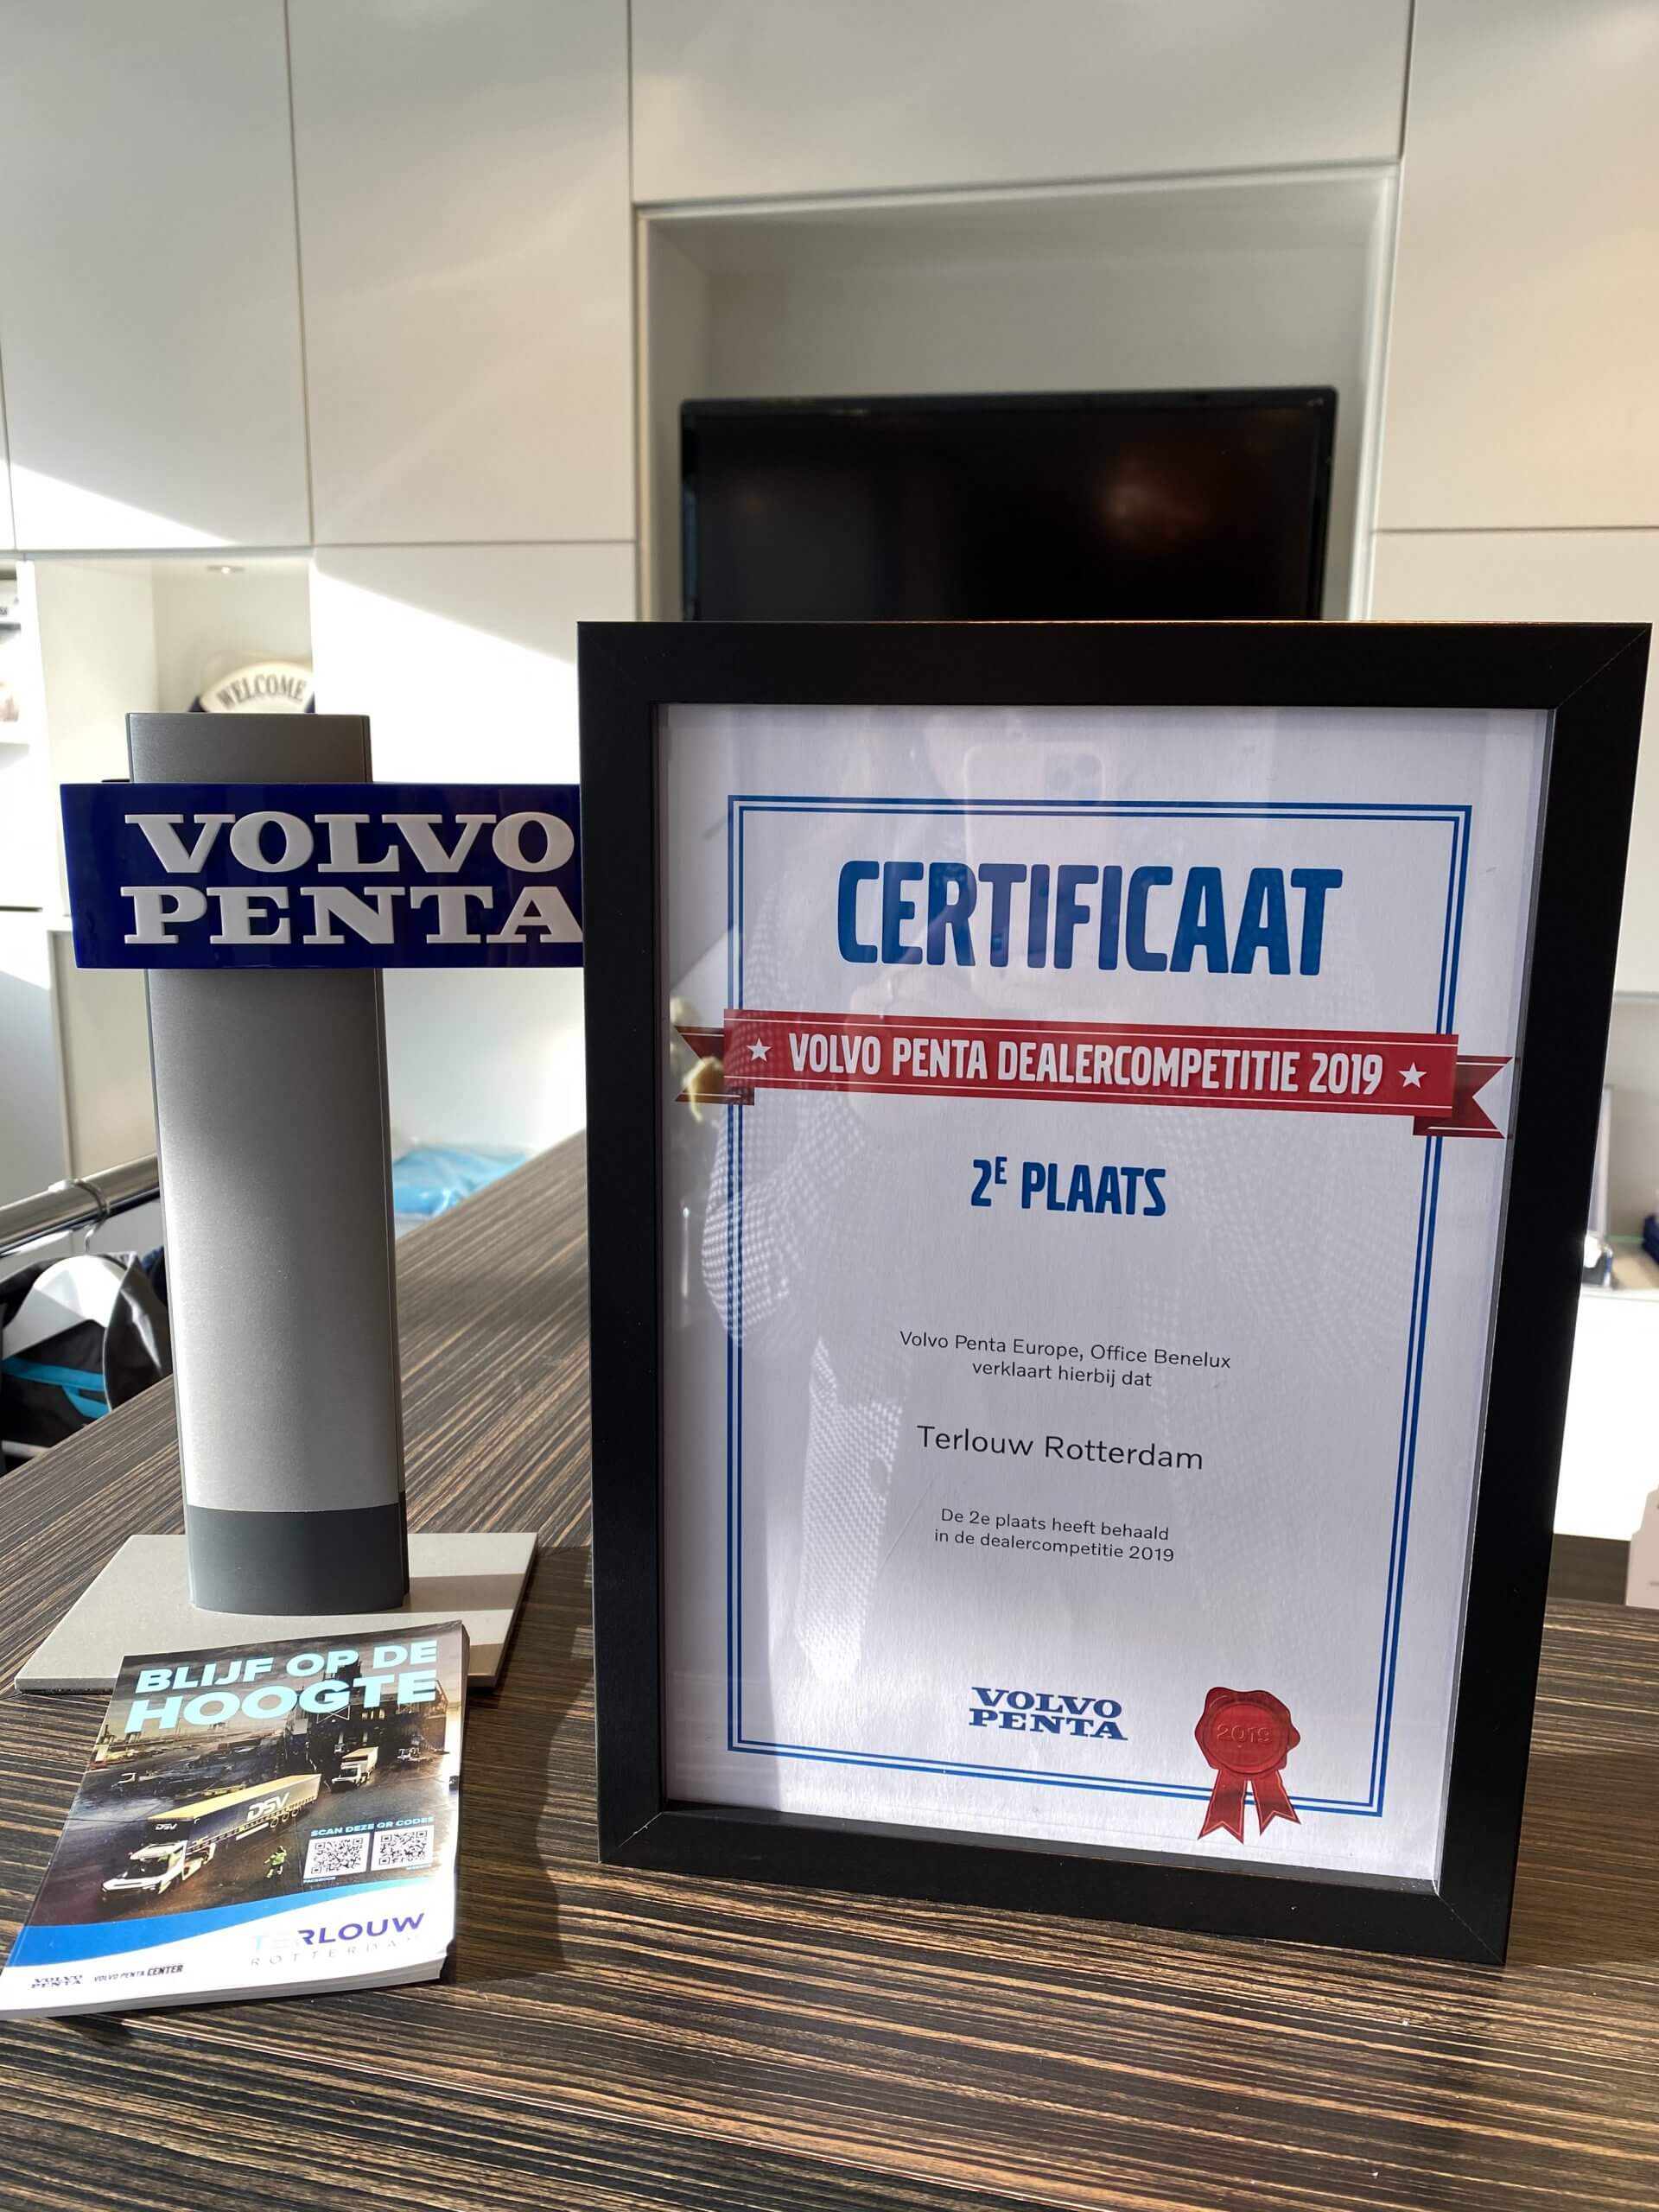 WELCOME
VOLVO
PENTA
CERTIFICAAT
VOLVO PENTA DEALERCOMPETITIE 2019
2E PLAATS
Volvo Penta Europe, Office Benelux
verklaart hierbij dat
Terlouw Rotterdam
De 2e plaats heeft behaald
in de dealercompetitie 2019
VOLVO
PENTA
2019
BLIJF OP DE
HOOGTE
DSV
DSV
SCAN DEZE QR CODES
FACEBOOK
TERLOUW
ROTTERDAM
VOLVO
PENTA
VOLVO PENTA CENTER